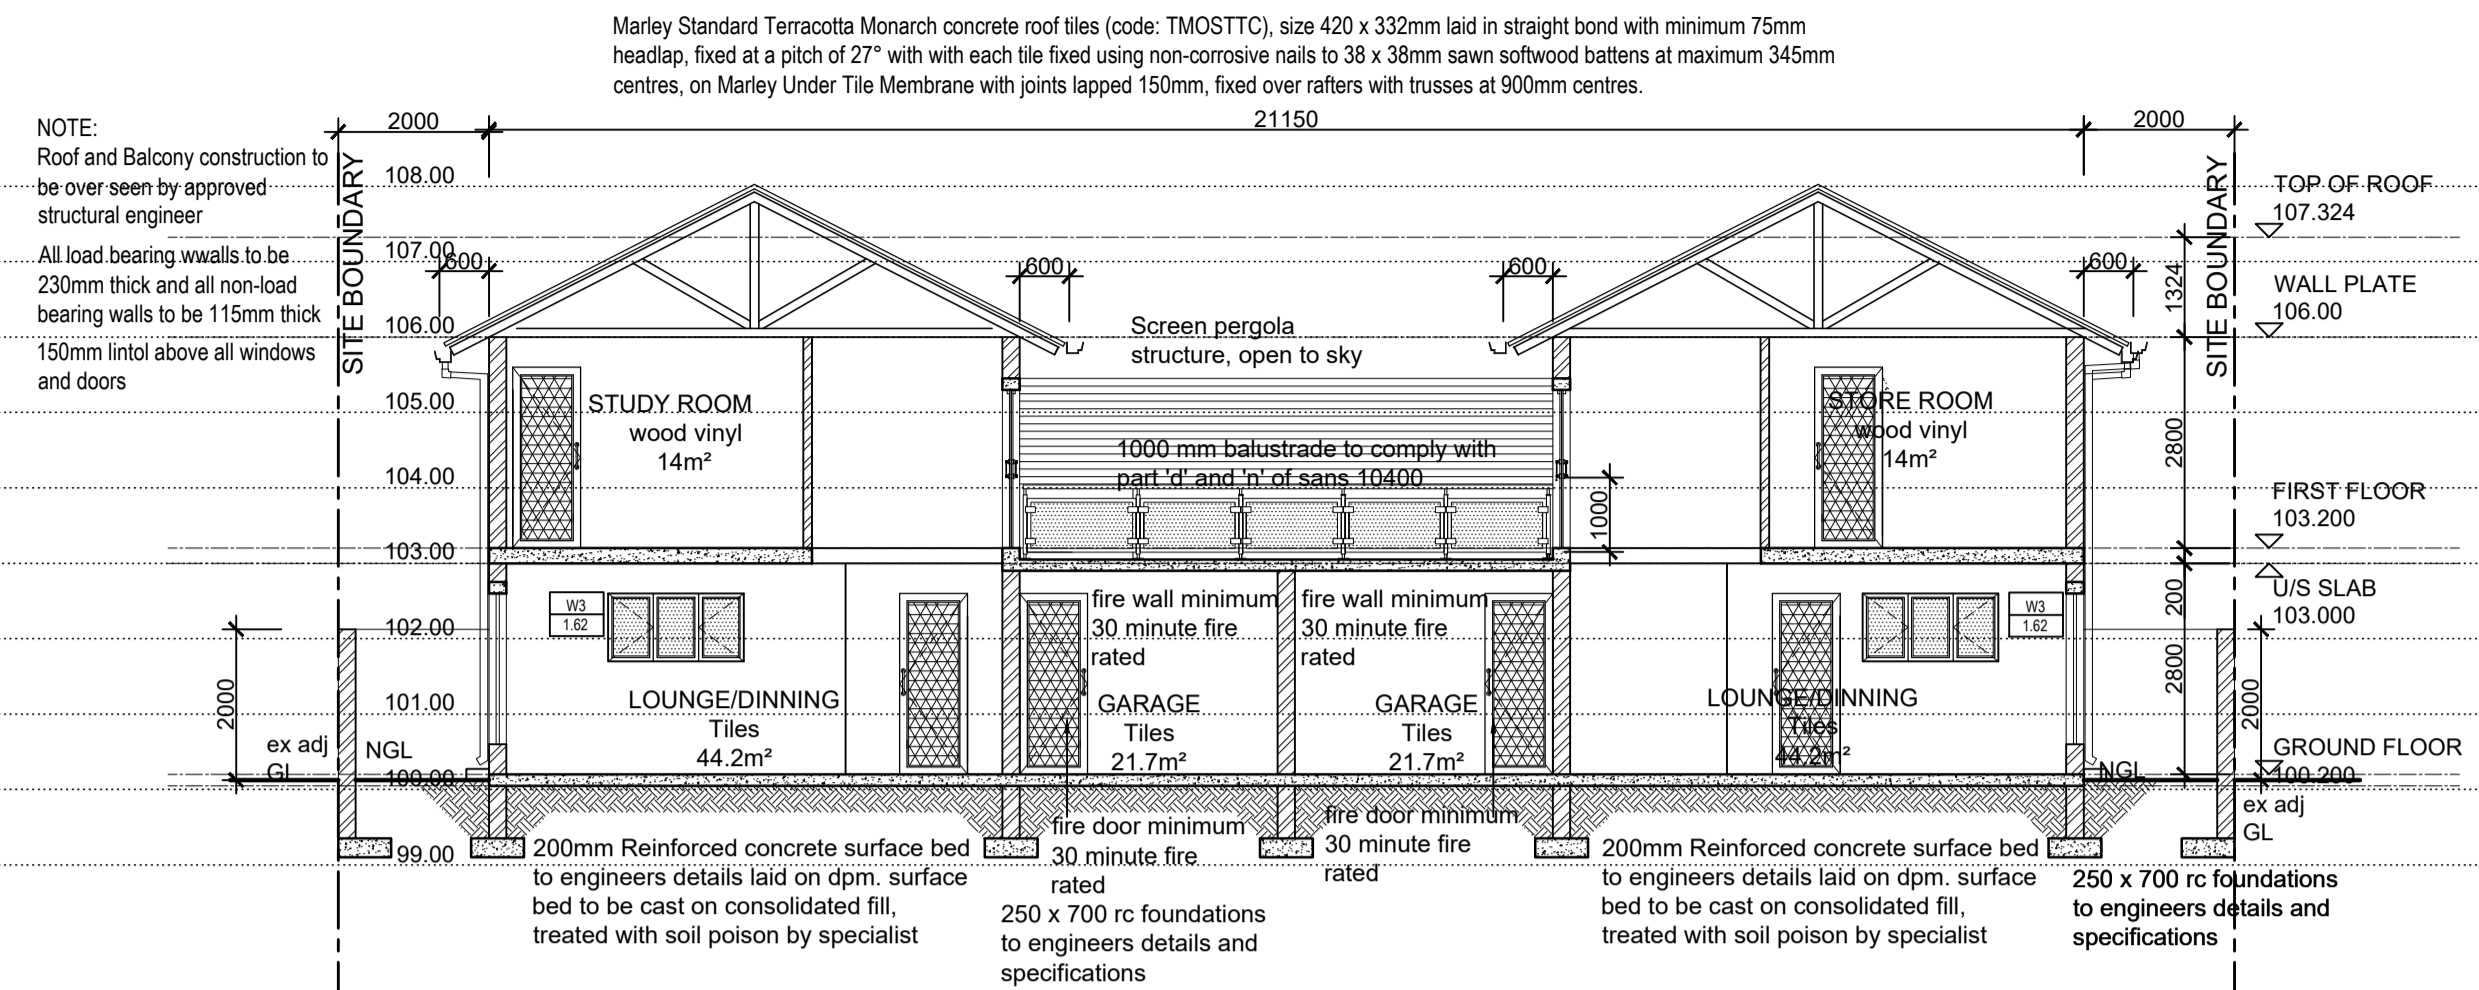 Marley Standard Terracotta Monarch concrete roof tiles (code: TMOSTTC), size 420 x 332mm laid in straight bond with minimum 75mm
headlap, fixed at a pitch of 27° with with each tile fixed using non-corrosive nails to 38 x 38mm sawn softwood battens at maximum 345mm
centres, on Marley Under Tile Membrane with joints lapped 150mm, fixed over rafters with trusses at 900mm centres.
2000
21150
2000
NOTE:
Roof and Balcony construction to
be over seen by approved
structural engineer
All load bearing wwalls to be
230mm thick and all non-load
bearing walls to be 115mm thick
150mm lintol above all windows
and doors
SITE BOUNDARY
108.00
107.00
106.00
105.00
104.00
103.00
102.00
101.00
100.00
99.00
600
600
600
600
SITE BOUNDARY
TOP OF ROOF
107.324
1324
WALL PLATE
106.00
2800
FIRST FLOOR
103.200
U/S SLAB
103.000
200
2800
GROUND FLOOR
100.200
Screen pergola
structure, open to sky
STUDY ROOM
wood vinyl
14m²
1000 mm balustrade to comply with
part 'd' and 'n' of sans 10400
1000
STORE ROOM
wood vinyl
14m²
W3
1.62
W3
1.62
fire wall minimum
30 minute fire
rated
fire wall minimum
30 minute fire
rated
LOUNGE/DINNING
Tiles
44.2m²
GARAGE
Tiles
21.7m²
GARAGE
Tiles
21.7m²
LOUNGE/DINNING
Tiles
44.2m²
2000
ex adj
GL
NGL
2000
NGL
ex adj
GL
fire door minimum
30 minute fire
rated
fire door minimum
30 minute fire
rated
200mm Reinforced concrete surface bed
to engineers details laid on dpm. surface
bed to be cast on consolidated fill,
treated with soil poison by specialist
250 x 700 rc foundations
to engineers details and
specifications
200mm Reinforced concrete surface bed
to engineers details laid on dpm. surface
bed to be cast on consolidated fill,
treated with soil poison by specialist
250 x 700 rc foundations
to engineers details and
specifications